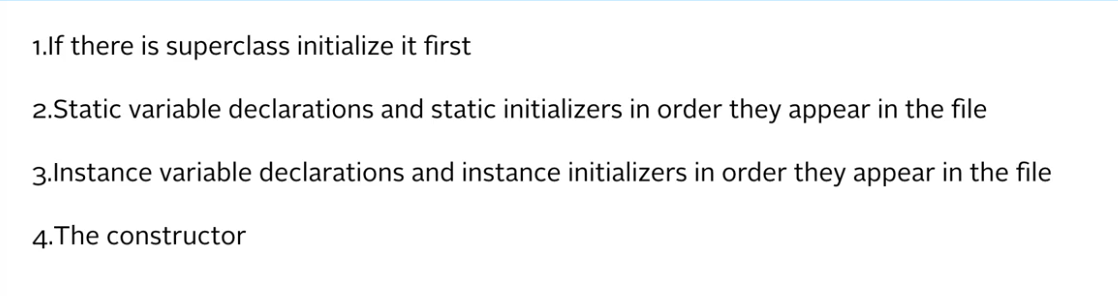 1.If there is superclass initialize it first
2.Static variable declarations and static initializers in order they appear in the file
3.Instance variable declarations and instance initializers in order they appear in the file
4.The constructor